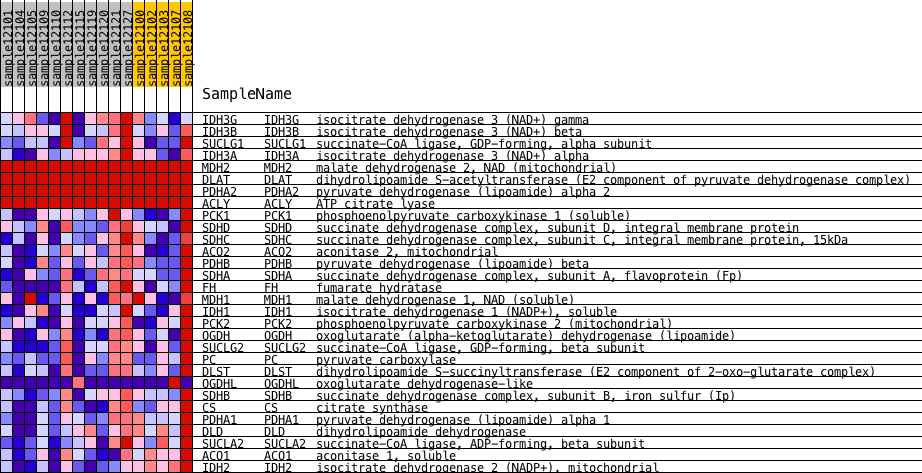 sample12101
sample12104
sample12105
sample12109
sample12110
sample12112
sample12115
sample12119
sample12120
sample12121
sample12127
sample12100
sample12102
sample12103
sample12107
sample12108
SampleName
IDH3G IDH3G isocitrate dehydrogenase 3 (NAD+) gamma
IDH3B IDH3B isocitrate dehydrogenase 3 (NAD+) beta
SUCLG1 SUCLG1 succinate-CoA ligase, GDP-forming, alpha subunit
IDH3A IDH3A isocitrate dehydrogenase 3 (NAD+) alpha
MDH2 MDH2 malate dehydrogenase 2, NAD (mitochondrial)
DLAT DLAT dihydrolipoamide S-acetyltransferase (E2 component of pyruvate dehydrogenase complex)
PDHA2 PDHA2 pyruvate dehydrogenase (lipoamide) alpha 2
ACLY ACLY ATP citrate lyase
PCK1 PCK1 phosphoenolpyruvate carboxykinase 1 (soluble)
SDHD SDHD succinate dehydrogenase complex, subunit D, integral membrane protein
SDHC SDHC succinate dehydrogenase complex, subunit C, integral membrane protein, 15kDa
ACO2 ACO2 aconitase 2, mitochondrial
PDHB PDHB pyruvate dehydrogenase (lipoamide) beta
SDHA SDHA succinate dehydrogenase complex, subunit A, flavoprotein (Fp)
FH FH fumarate hydratase
MDH1 MDH1 malate dehydrogenase 1, NAD (soluble)
IDH1 IDH1 isocitrate dehydrogenase 1 (NADP+), soluble
PCK2 PCK2 phosphoenolpyruvate carboxykinase 2 (mitochondrial)
OGDH OGDH oxoglutarate (alpha-ketoglutarate) dehydrogenase (lipoamide)
SUCLG2 SUCLG2 succinate-CoA ligase, GDP-forming, beta subunit
PC PC pyruvate carboxylase
DLST DLST dihydrolipoamide S-succinyltransferase (E2 component of 2-oxo-glutarate complex)
OGDHL OGDHL oxoglutarate dehydrogenase-like
SDHB SDHB succinate dehydrogenase complex, subunit B, iron sulfur (Ip)
CS CS citrate synthase
PDHA1 PDHA1 pyruvate dehydrogenase (lipoamide) alpha 1
DLD DLD dihydrolipoamide dehydrogenase
SUCLA2 SUCLA2 succinate-CoA ligase, ADP-forming, beta subunit
ACO1 ACO1 aconitase 1, soluble
IDH2 IDH2 isocitrate dehydrogenase 2 (NADP+), mitochondrial